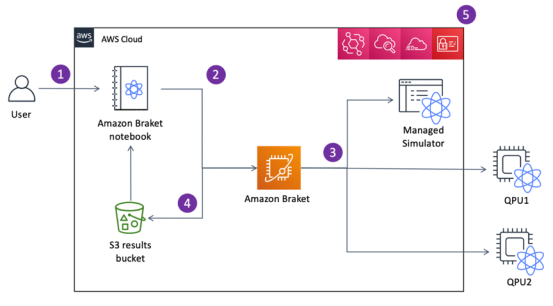 5
aws
AWS Cloud
1
2
User
Amazon Braket
notebook
Managed
Simulator
3
Amazon Braket
QPU1
4
S3 results
bucket
QPU2